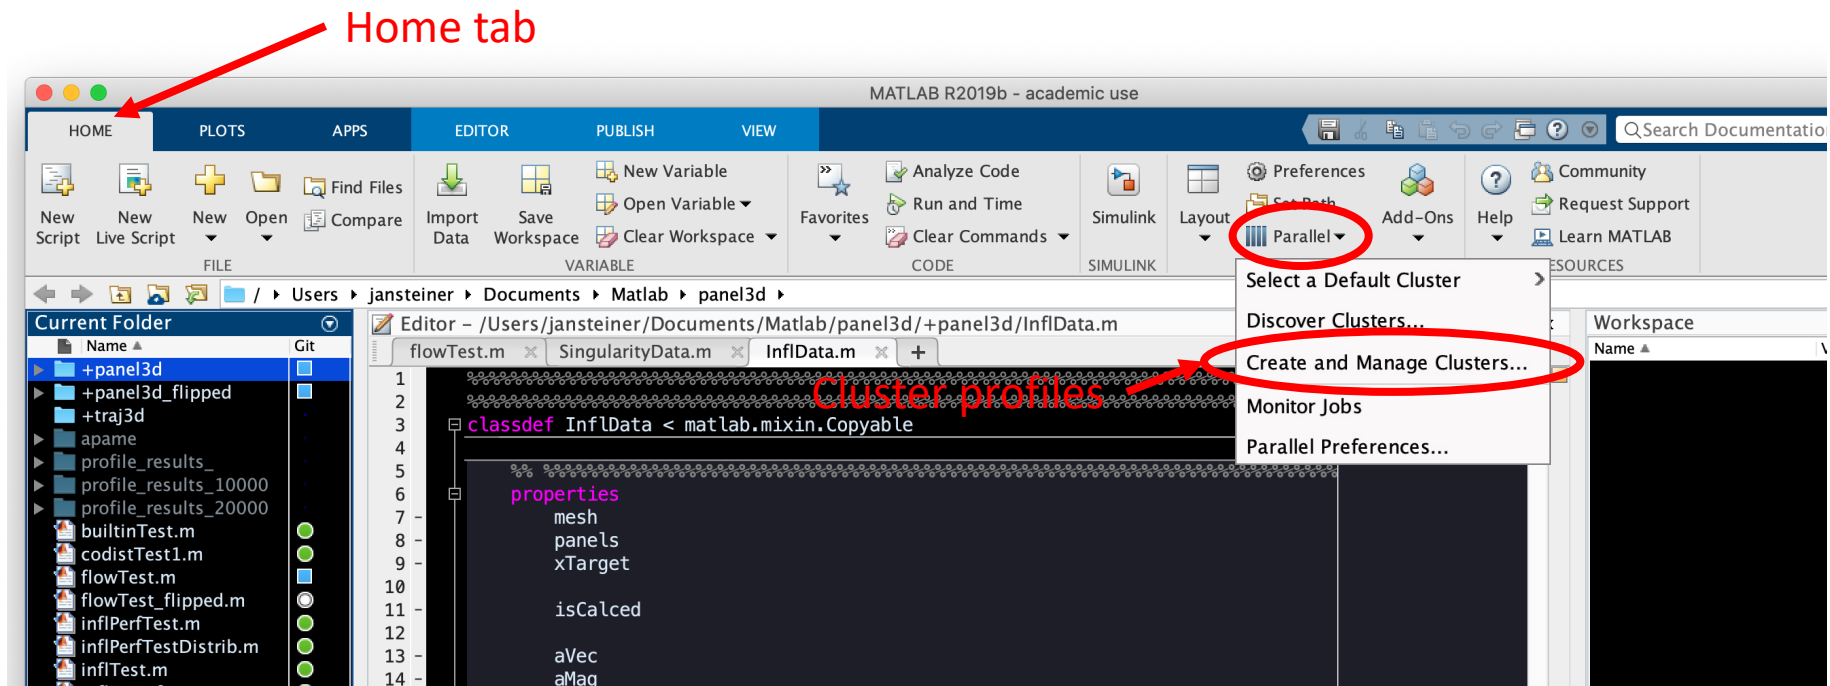 Home tab
MATLAB R2019b - academic use
HOME PLOTS APPS EDITOR PUBLISH VIEW Search Documentatio
New Script
New Live Script
New
Open
Find Files
Compare
FILE
Import Data
Save Workspace
New Variable
Open Variable
Clear Workspace
VARIABLE
Favorites
Analyze Code
Run and Time
Clear Commands
CODE
Simulink
SIMULINK
Layout
Preferences
Set Path
Parallel
Add-Ons
Help
Community
Request Support
Learn MATLAB
ESOURCES
Select a Default Cluster
Discover Clusters...
Create and Manage Clusters...
Monitor Jobs
Parallel Preferences...
Cluster profiles
/ Users jansteiner Documents Matlab panel3d
Current Folder
Name Git
+panel3d
+panel3d_flipped
+traj3d
apame
profile_results_
profile_results_10000
profile_results_20000
builtinTest.m
codistTest1.m
flowTest.m
flowTest_flipped.m
inflPerfTest.m
inflPerfTestDistrib.m
inflTest.m
Editor - /Users/jansteiner/Documents/Matlab/panel3d/+panel3d/InflData.m
flowTest.m SingularityData.m InflData.m +
1
2
3 classdef InflData < matlab.mixin.Copyable
4
5
6 properties
7 - mesh
8 - panels
9 - xTarget
10
11 - isCalced
12
13 - aVec
14 - aMag
Workspace
Name V